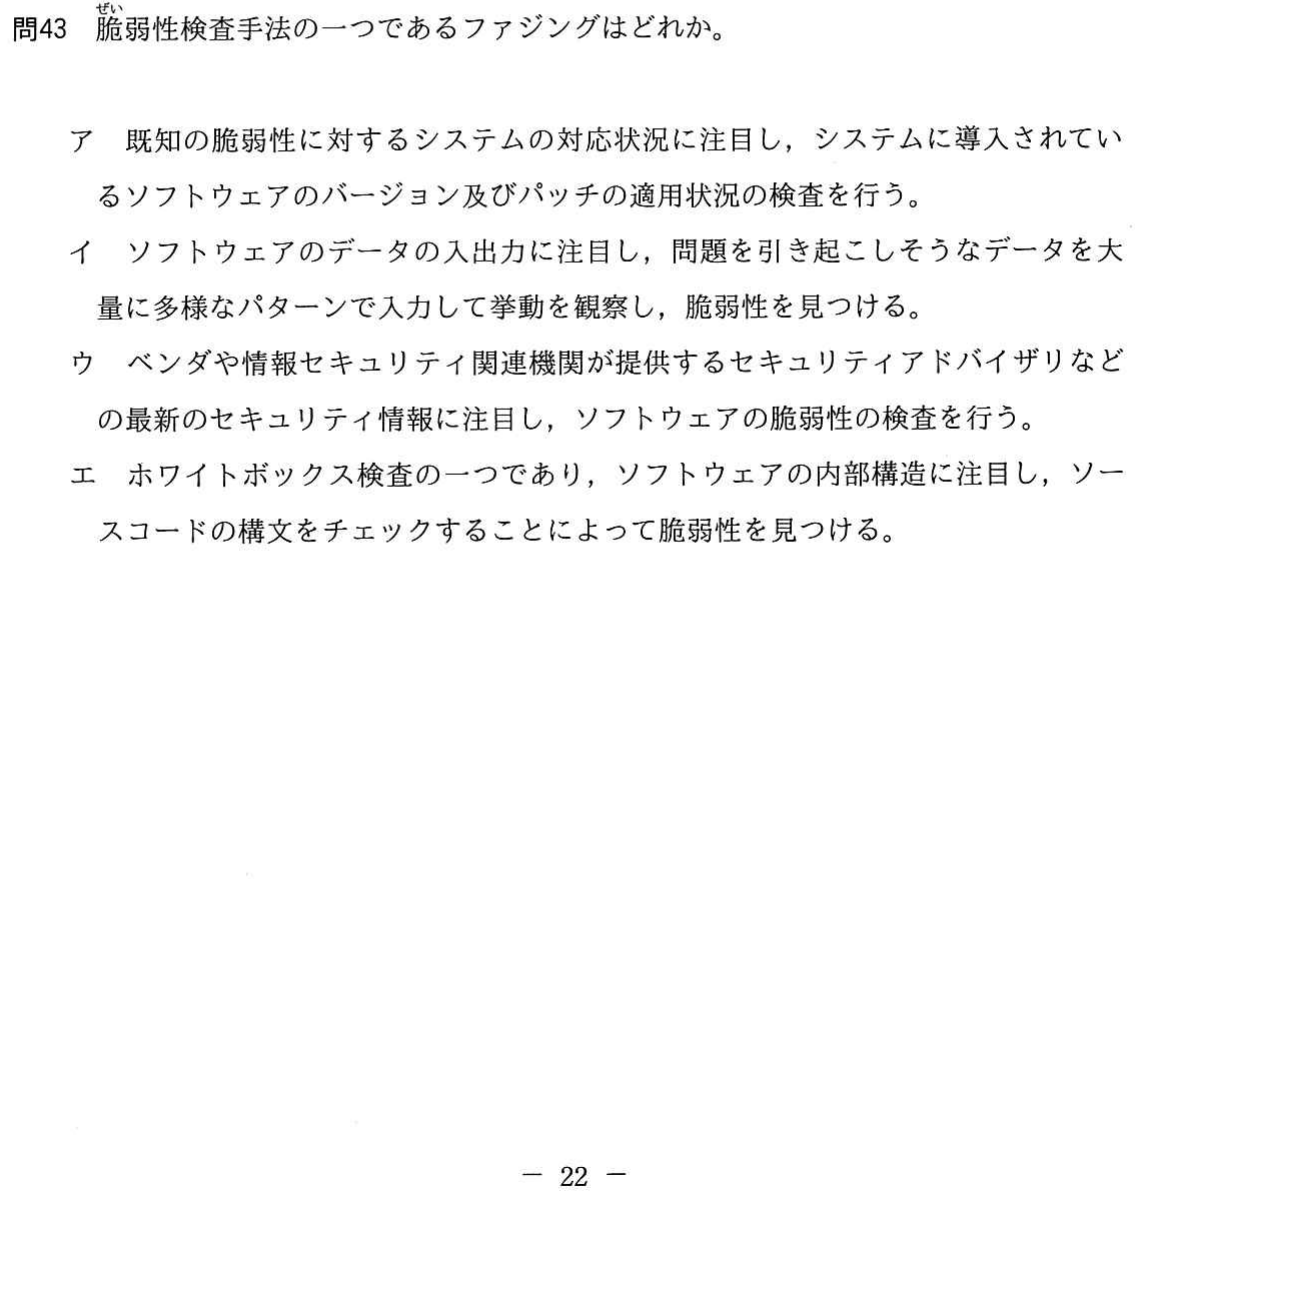 問43　脆弱性検査手法の一つであるファジングはどれか。
ぜい
ア　既知の脆弱性に対するシステムの対応状況に注目し，システムに導入されてい
るソフトウェアのバージョン及びパッチの適用状況の検査を行う。
イ　ソフトウェアのデータの入出力に注目し，問題を引き起こしそうなデータを大
量に多様なパターンで入力して挙動を観察し，脆弱性を見つける。
ウ　ベンダや情報セキュリティ関連機関が提供するセキュリティアドバイザリなど
の最新のセキュリティ情報に注目し，ソフトウェアの脆弱性の検査を行う。
エ　ホワイトボックス検査の一つであり，ソフトウェアの内部構造に注目し，ソー
スコードの構文をチェックすることによって脆弱性を見つける。
－ 22 －